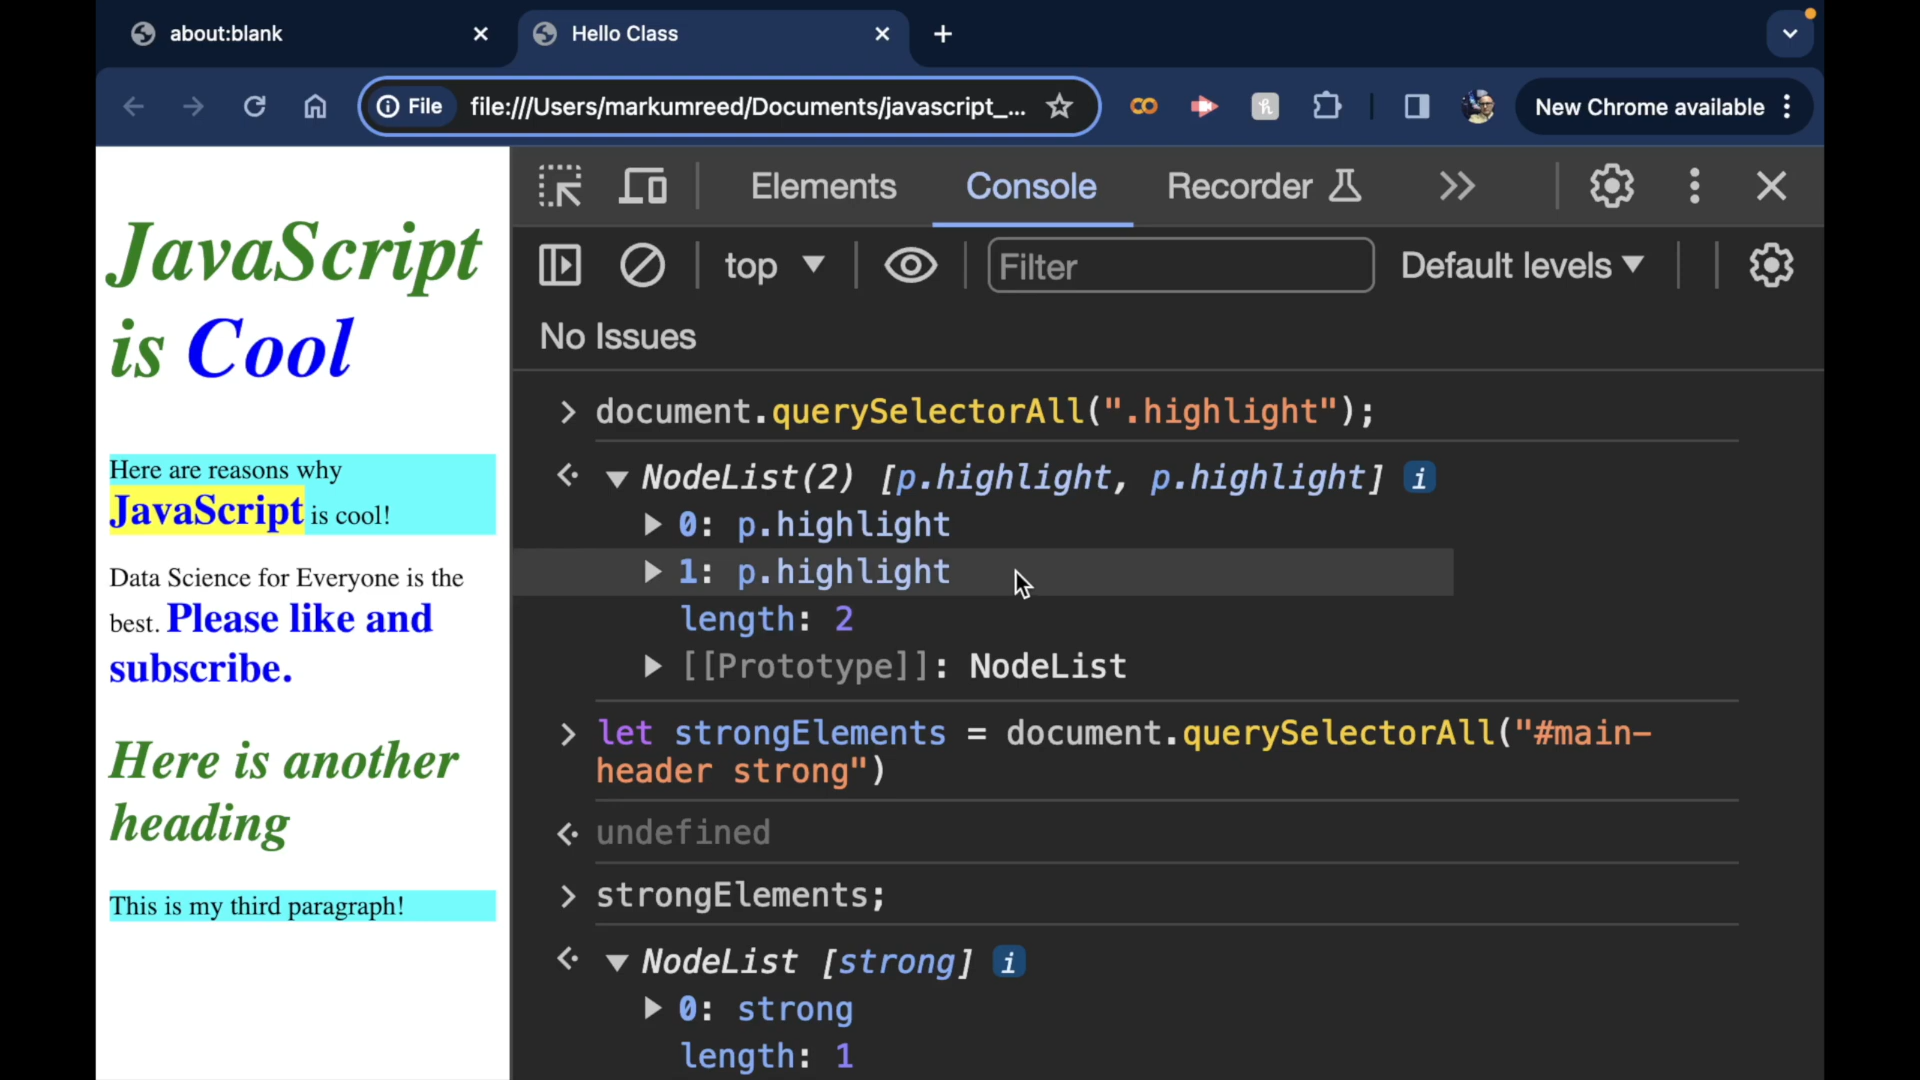 about:blank
Hello Class
File
file:///Users/markumreed/Documents/javascript_...
New Chrome available
JavaScript
is Cool
Here are reasons why
JavaScript is cool!
Data Science for Everyone is the
best. Please like and
subscribe.
Here is another
heading
This is my third paragraph!
Elements
Console
Recorder
top
Filter
Default levels
No Issues
document.querySelectorAll(".highlight");
NodeList(2) [p.highlight, p.highlight] i
0: p.highlight
1: p.highlight
length: 2
[[Prototype]]: NodeList
let strongElements = document.querySelectorAll("#main-
header strong")
undefined
strongElements;
NodeList [strong] i
0: strong
length: 1